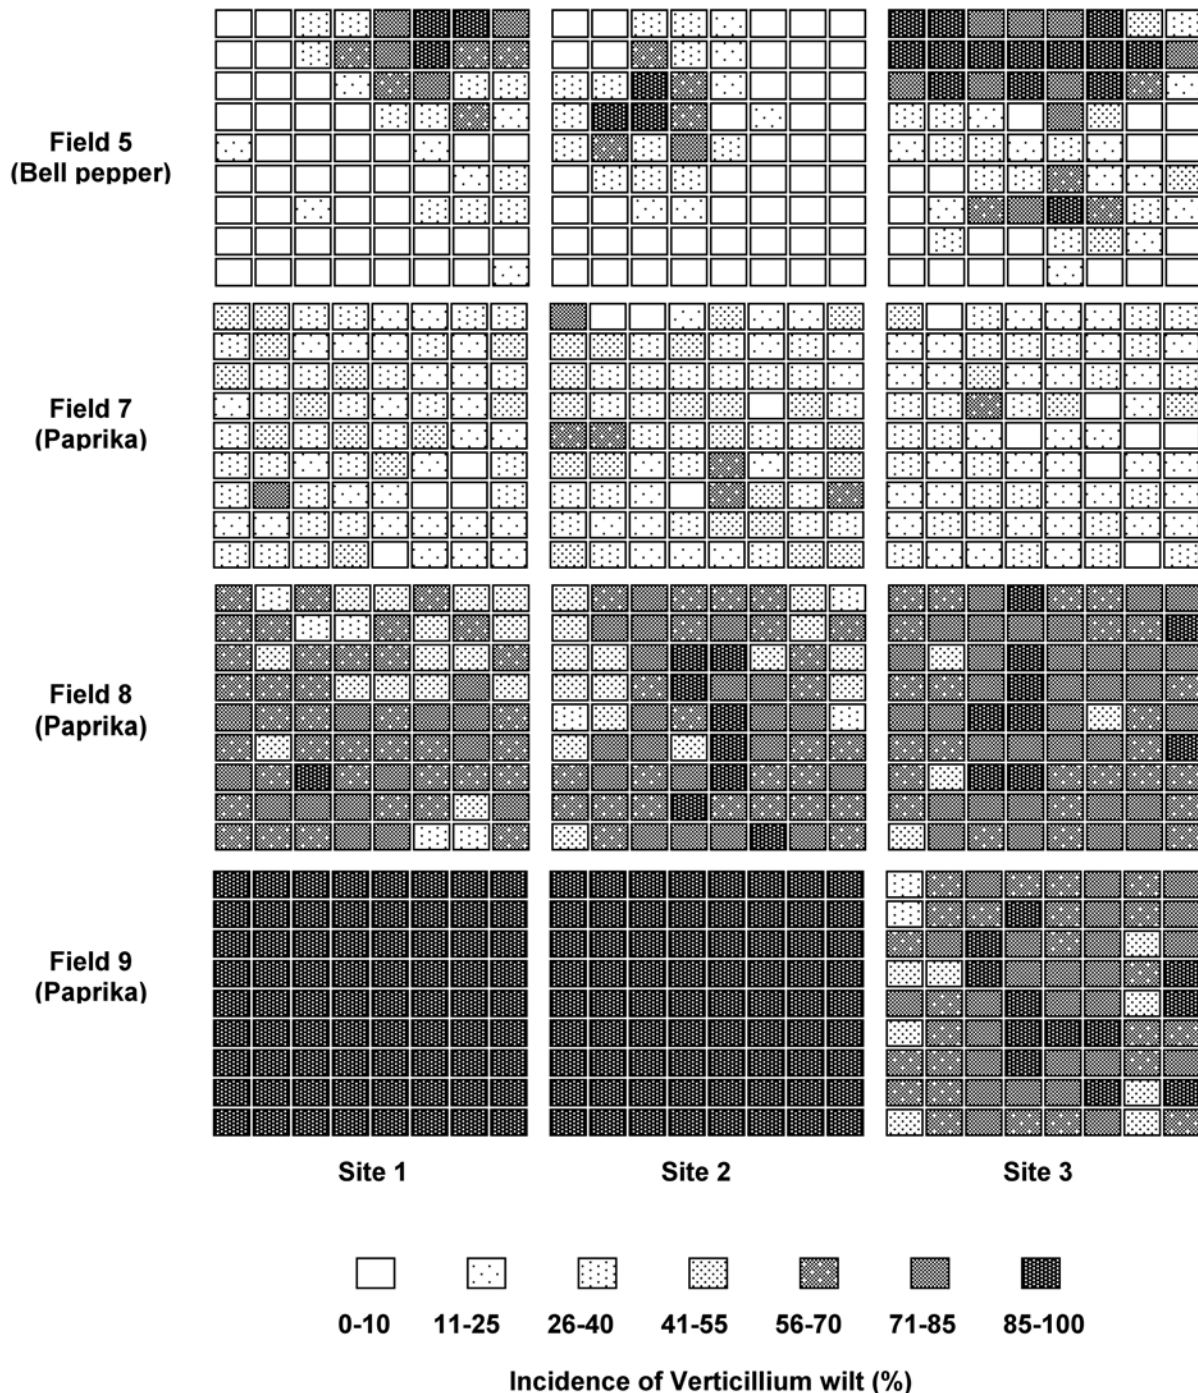 Field 5
(Bell pepper)
Field 7
(Paprika)
Field 8
(Paprika)
Field 9
(Paprika)
Site 1 Site 2 Site 3
0-10 11-25 26-40 41-55 56-70 71-85 85-100
Incidence of Verticillium wilt (%)